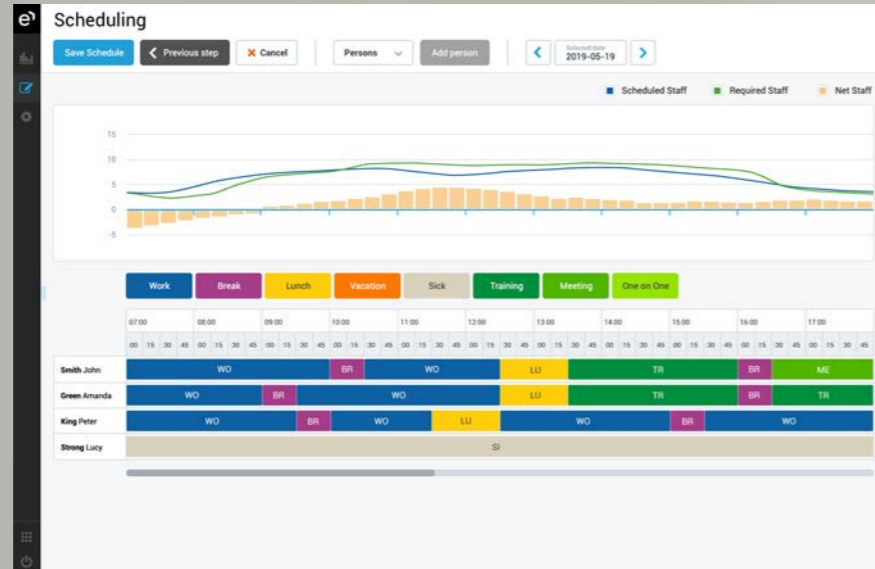 e
Scheduling
Save Schedule Previous step Cancel Persons Add person Selected date 2019-05-19
Scheduled Staff Required Staff Net Staff
15
10
5
0
-5
Work Break Lunch Vacation Sick Training Meeting One on One
07:00 08:00 09:00 10:00 11:00 12:00 13:00 14:00 15:00 16:00 17:00
00 15 30 45 00 15 30 45 00 15 30 45 00 15 30 45 00 15 30 45 00 15 30 45 00 15 30 45 00 15 30 45 00 15 30 45 00 15 30 45 00 15 30 45
Smith John WO BR WO LU TR BR ME
Green Amanda WO BR WO LU TR BR TR
King Peter WO BR WO LU WO BR WO
Strong Lucy SI